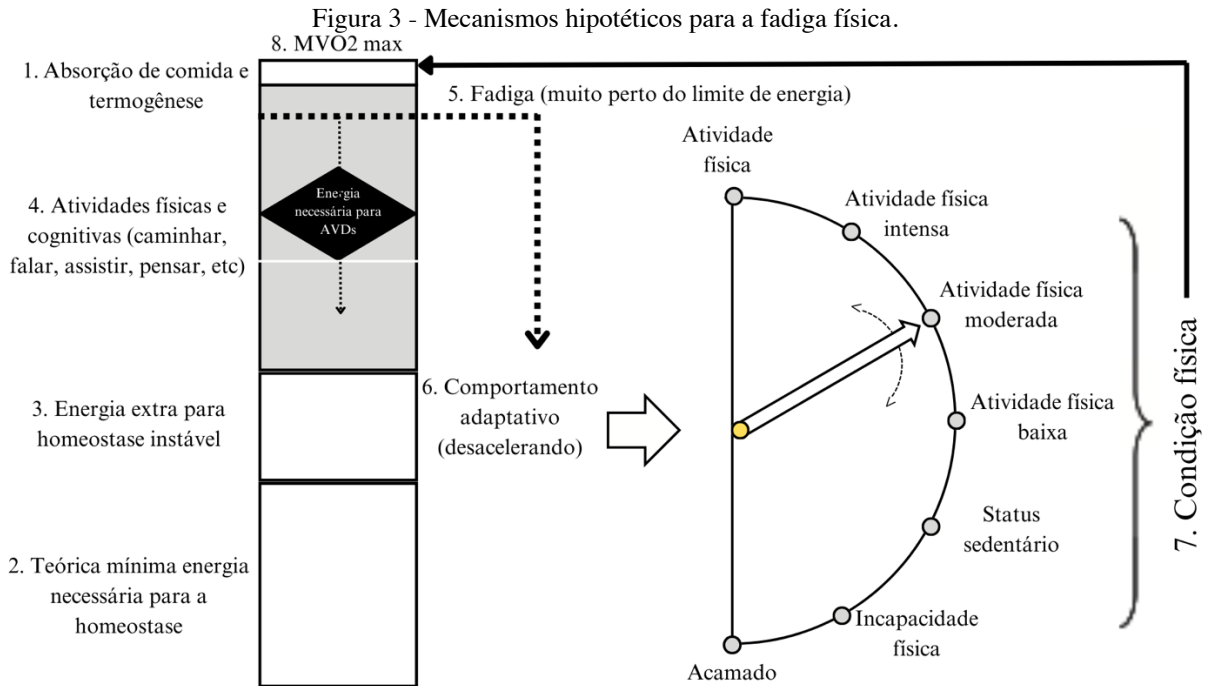 Figura 3 - Mecanismos hipotéticos para a fadiga física.
8. MVO2 max
1. Absorção de comida e
termogênese
5. Fadiga (muito perto do limite de energia)
Energia
necessária para
AVDs
4. Atividades físicas e
cognitivas (caminhar,
falar, assistir, pensar, etc)
3. Energia extra para
homeostase instável
2. Teórica mínima energia
necessária para a
homeostase
6. Comportamento
adaptativo
(desacelerando)
Atividade
física
Atividade física
intensa
Atividade física
moderada
Atividade física
baixa
Status
sedentário
Incapacidade
física
Acamado
7. Condição física